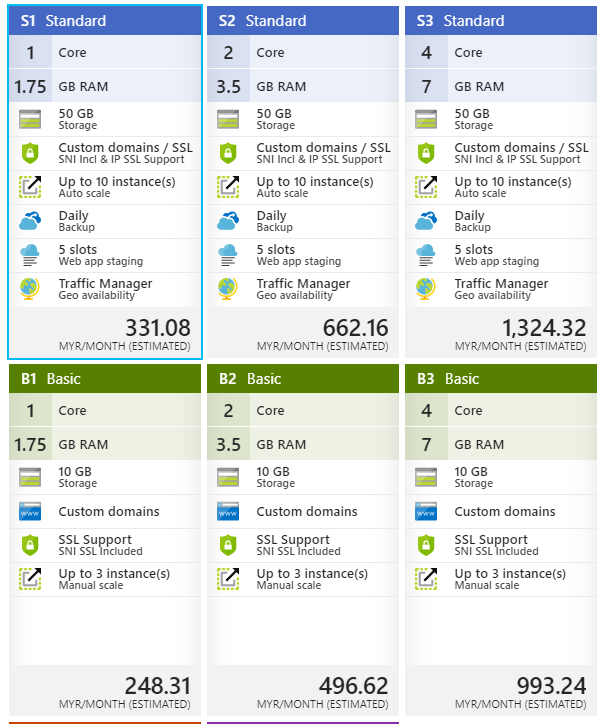 S1 Standard
1 Core
1.75 GB RAM
50 GB
Storage
Custom domains / SSL
SNI Incl & IP SSL Support
Up to 10 instance(s)
Auto scale
Daily
Backup
5 slots
Web app staging
Traffic Manager
Geo availability
331.08
MYR/MONTH (ESTIMATED)
S2 Standard
2 Core
3.5 GB RAM
50 GB
Storage
Custom domains / SSL
SNI Incl & IP SSL Support
Up to 10 instance(s)
Auto scale
Daily
Backup
5 slots
Web app staging
Traffic Manager
Geo availability
662.16
MYR/MONTH (ESTIMATED)
S3 Standard
4 Core
7 GB RAM
50 GB
Storage
Custom domains / SSL
SNI Incl & IP SSL Support
Up to 10 instance(s)
Auto scale
Daily
Backup
5 slots
Web app staging
Traffic Manager
Geo availability
1,324.32
MYR/MONTH (ESTIMATED)
B1 Basic
1 Core
1.75 GB RAM
10 GB
Storage
www Custom domains
SSL Support
SNI SSL Included
Up to 3 instance(s)
Manual scale
248.31
MYR/MONTH (ESTIMATED)
B2 Basic
2 Core
3.5 GB RAM
10 GB
Storage
www Custom domains
SSL Support
SNI SSL Included
Up to 3 instance(s)
Manual scale
496.62
MYR/MONTH (ESTIMATED)
B3 Basic
4 Core
7 GB RAM
10 GB
Storage
www Custom domains
SSL Support
SNI SSL Included
Up to 3 instance(s)
Manual scale
993.24
MYR/MONTH (ESTIMATED)